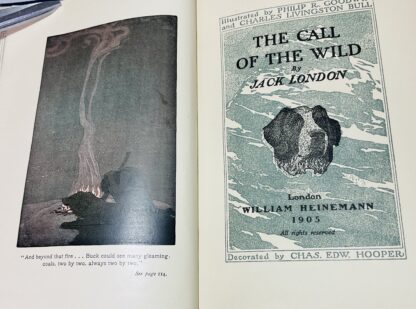 "And beyond that fire . . . Buck could see many gleaming
coals, two by two, always two by two."
See page 114.
Illustrated by PHILIP R. GOODWIN
and CHARLES LIVINGSTON BULL
THE CALL
OF THE WILD
By
JACK LONDON
London
WILLIAM HEINEMANN
1905
All rights reserved
Decorated by CHAS. EDW. HOOPER